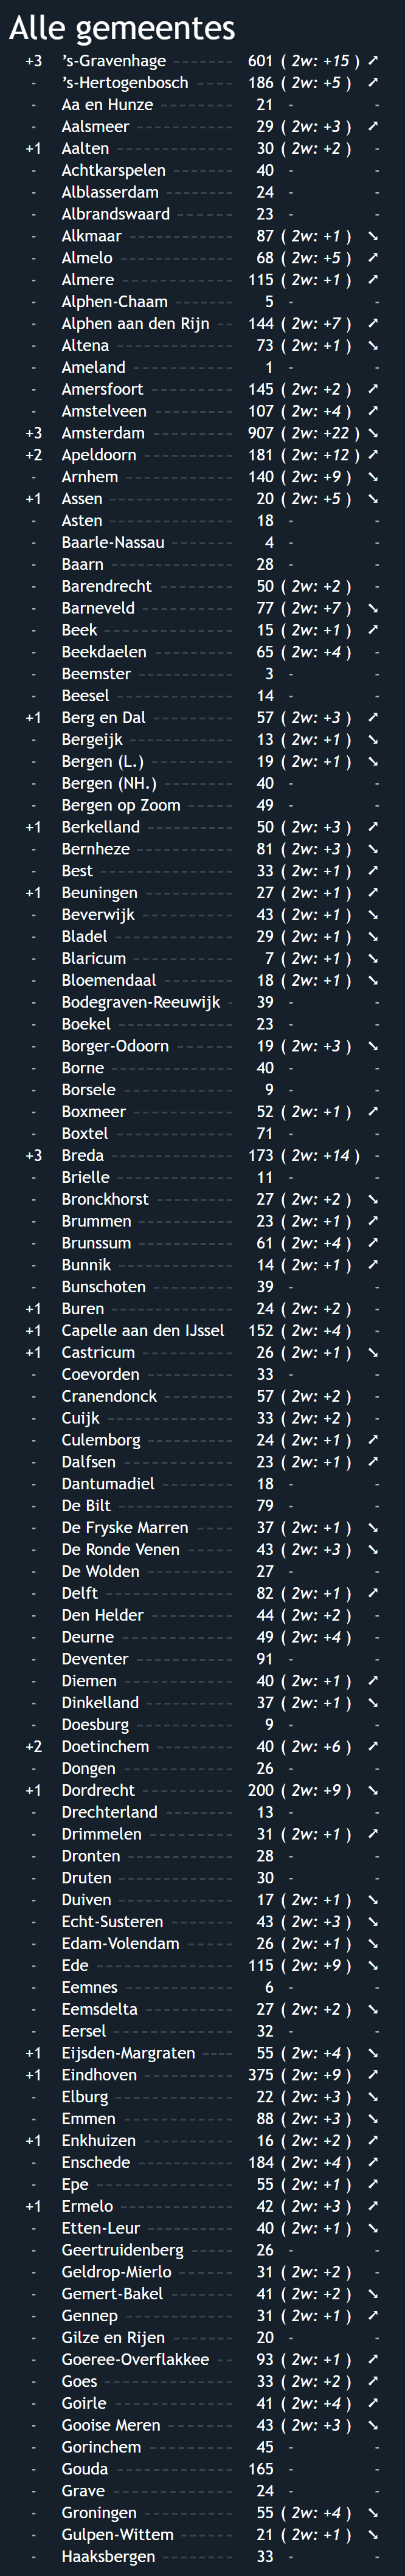 Alle gemeentes
+3 ’s-Gravenhage 601 ( 2w: +15 ) ➚
- ’s-Hertogenbosch 186 ( 2w: +5 ) ➚
- Aa en Hunze 21 - -
- Aalsmeer 29 ( 2w: +3 ) ➚
+1 Aalten 30 ( 2w: +2 ) -
- Achtkarspelen 40 - -
- Alblasserdam 24 - -
- Albrandswaard 23 - -
- Alkmaar 87 ( 2w: +1 ) ➘
- Almelo 68 ( 2w: +5 ) ➚
- Almere 115 ( 2w: +1 ) ➚
- Alphen-Chaam 5 - -
- Alphen aan den Rijn 144 ( 2w: +7 ) ➚
- Altena 73 ( 2w: +1 ) ➘
- Ameland 1 - -
- Amersfoort 145 ( 2w: +2 ) ➚
- Amstelveen 107 ( 2w: +4 ) ➚
+3 Amsterdam 907 ( 2w: +22 ) ➘
+2 Apeldoorn 181 ( 2w: +12 ) ➚
- Arnhem 140 ( 2w: +9 ) ➘
+1 Assen 20 ( 2w: +5 ) ➘
- Asten 18 - -
- Baarle-Nassau 4 - -
- Baarn 28 - -
- Barendrecht 50 ( 2w: +2 ) -
- Barneveld 77 ( 2w: +7 ) ➘
- Beek 15 ( 2w: +1 ) ➚
- Beekdaelen 65 ( 2w: +4 ) -
- Beemster 3 - -
- Beesel 14 - -
+1 Berg en Dal 57 ( 2w: +3 ) ➚
- Bergeijk 13 ( 2w: +1 ) ➘
- Bergen (L.) 19 ( 2w: +1 ) ➘
- Bergen (NH.) 40 - -
- Bergen op Zoom 49 - -
+1 Berkelland 50 ( 2w: +3 ) ➚
- Bernheze 81 ( 2w: +3 ) ➘
- Best 33 ( 2w: +1 ) ➚
+1 Beuningen 27 ( 2w: +1 ) ➚
- Beverwijk 43 ( 2w: +1 ) ➘
- Bladel 29 ( 2w: +1 ) ➘
- Blaricum 7 ( 2w: +1 ) ➘
- Bloemendaal 18 ( 2w: +1 ) ➘
- Bodegraven-Reeuwijk 39 - -
- Boekel 23 - -
- Borger-Odoorn 19 ( 2w: +3 ) ➘
- Borne 40 - -
- Borsele 9 - -
- Boxmeer 52 ( 2w: +1 ) ➚
- Boxtel 71 - -
+3 Breda 173 ( 2w: +14 ) -
- Brielle 11 - -
- Bronckhorst 27 ( 2w: +2 ) ➘
- Brummen 23 ( 2w: +1 ) ➚
- Brunssum 61 ( 2w: +4 ) ➚
- Bunnik 14 ( 2w: +1 ) ➚
- Bunschoten 39 - -
+1 Buren 24 ( 2w: +2 ) -
+1 Capelle aan den IJssel 152 ( 2w: +4 ) -
+1 Castricum 26 ( 2w: +1 ) ➘
- Coevorden 33 - -
- Cranendonck 57 ( 2w: +2 ) -
- Cuijk 33 ( 2w: +2 ) -
- Culemborg 24 ( 2w: +1 ) ➚
- Dalfsen 23 ( 2w: +1 ) ➚
- Dantumadiel 18 - -
- De Bilt 79 - -
- De Fryske Marren 37 ( 2w: +1 ) ➘
- De Ronde Venen 43 ( 2w: +3 ) ➘
- De Wolden 27 - -
- Delft 82 ( 2w: +1 ) ➚
- Den Helder 44 ( 2w: +2 ) -
- Deurne 49 ( 2w: +4 ) -
- Deventer 91 - -
- Diemen 40 ( 2w: +1 ) ➚
- Dinkelland 37 ( 2w: +1 ) ➘
- Doesburg 9 - -
+2 Doetinchem 40 ( 2w: +6 ) ➚
- Dongen 26 - -
+1 Dordrecht 200 ( 2w: +9 ) ➘
- Drechterland 13 - -
- Drimmelen 31 ( 2w: +1 ) ➚
- Dronten 28 - -
- Druten 30 - -
- Duiven 17 ( 2w: +1 ) ➘
- Echt-Susteren 43 ( 2w: +3 ) ➘
- Edam-Volendam 26 ( 2w: +1 ) ➘
- Ede 115 ( 2w: +9 ) ➘
- Eemnes 6 - -
- Eemsdelta 27 ( 2w: +2 ) ➘
- Eersel 32 - -
+1 Eijsden-Margraten 55 ( 2w: +4 ) ➘
+1 Eindhoven 375 ( 2w: +9 ) ➚
- Elburg 22 ( 2w: +3 ) ➘
- Emmen 88 ( 2w: +3 ) ➘
+1 Enkhuizen 16 ( 2w: +2 ) ➚
- Enschede 184 ( 2w: +4 ) ➚
- Epe 55 ( 2w: +1 ) ➚
+1 Ermelo 42 ( 2w: +3 ) ➚
- Etten-Leur 40 ( 2w: +1 ) ➘
- Geertruidenberg 26 - -
- Geldrop-Mierlo 31 ( 2w: +2 ) -
- Gemert-Bakel 41 ( 2w: +2 ) ➘
- Gennep 31 ( 2w: +1 ) ➚
- Gilze en Rijen 20 - -
- Goeree-Overflakkee 93 ( 2w: +1 ) ➚
- Goes 33 ( 2w: +2 ) ➚
- Goirle 41 ( 2w: +4 ) ➚
- Gooise Meren 43 ( 2w: +3 ) ➘
- Gorinchem 45 - -
- Gouda 165 - -
- Grave 24 - -
- Groningen 55 ( 2w: +4 ) ➘
- Gulpen-Wittem 21 ( 2w: +1 ) ➘
- Haaksbergen 33 - -